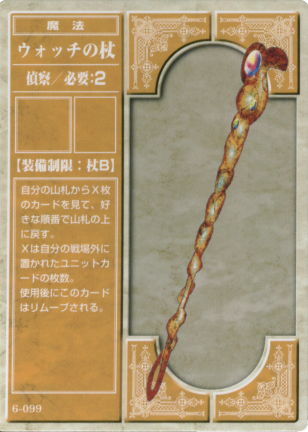 魔法
ウォッチの杖
偵察／必要：2
【装備制限：杖B】
自分の山札からX枚
のカードを見て、好
きな順番で山札の上
に戻す。
Xは自分の戦場外に
置かれたユニットカ
ードの枚数。
使用後にこのカード
はリムーブされる。
6-099